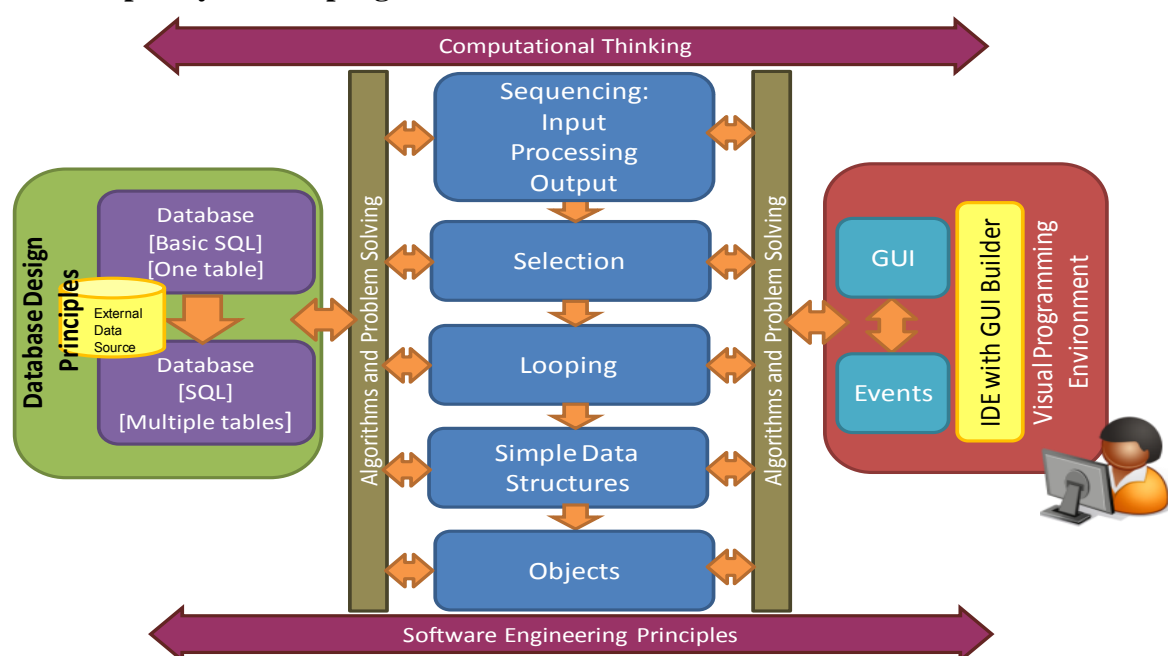 Computational Thinking
Sequencing:
Input
Processing
Output
Selection
Looping
Simple Data
Structures
Objects
Algorithms and Problem Solving
Algorithms and Problem Solving
Database Design
Principles
Database
[Basic SQL]
[One table]
External
Data
Source
Database
[SQL]
[Multiple tables]
GUI
Events
IDE with GUI Builder
Visual Programming
Environment
Software Engineering Principles